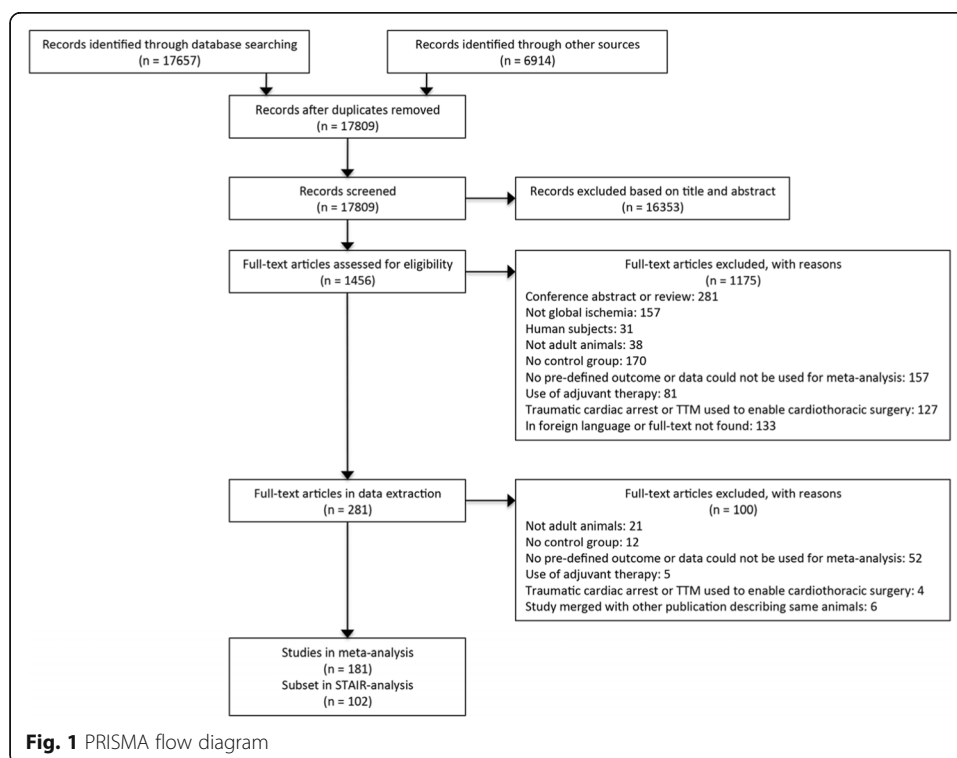 Records identified through database searching
(n = 17657)
Records identified through other sources
(n = 6914)
Records after duplicates removed
(n = 17809)
Records screened
(n = 17809)
Records excluded based on title and abstract
(n = 16353)
Full-text articles assessed for eligibility
(n = 1456)
Full-text articles excluded, with reasons
(n = 1175)
Conference abstract or review: 281
Not global ischemia: 157
Human subjects: 31
Not adult animals: 38
No control group: 170
No pre-defined outcome or data could not be used for meta-analysis: 157
Use of adjuvant therapy: 81
Traumatic cardiac arrest or TTM used to enable cardiothoracic surgery: 127
In foreign language or full-text not found: 133
Full-text articles in data extraction
(n = 281)
Full-text articles excluded, with reasons
(n = 100)
Not adult animals: 21
No control group: 12
No pre-defined outcome or data could not be used for meta-analysis: 52
Use of adjuvant therapy: 5
Traumatic cardiac arrest or TTM used to enable cardiothoracic surgery: 4
Study merged with other publication describing same animals: 6
Studies in meta-analysis
(n = 181)
Subset in STAIR-analysis
(n = 102)
Fig. 1 PRISMA flow diagram